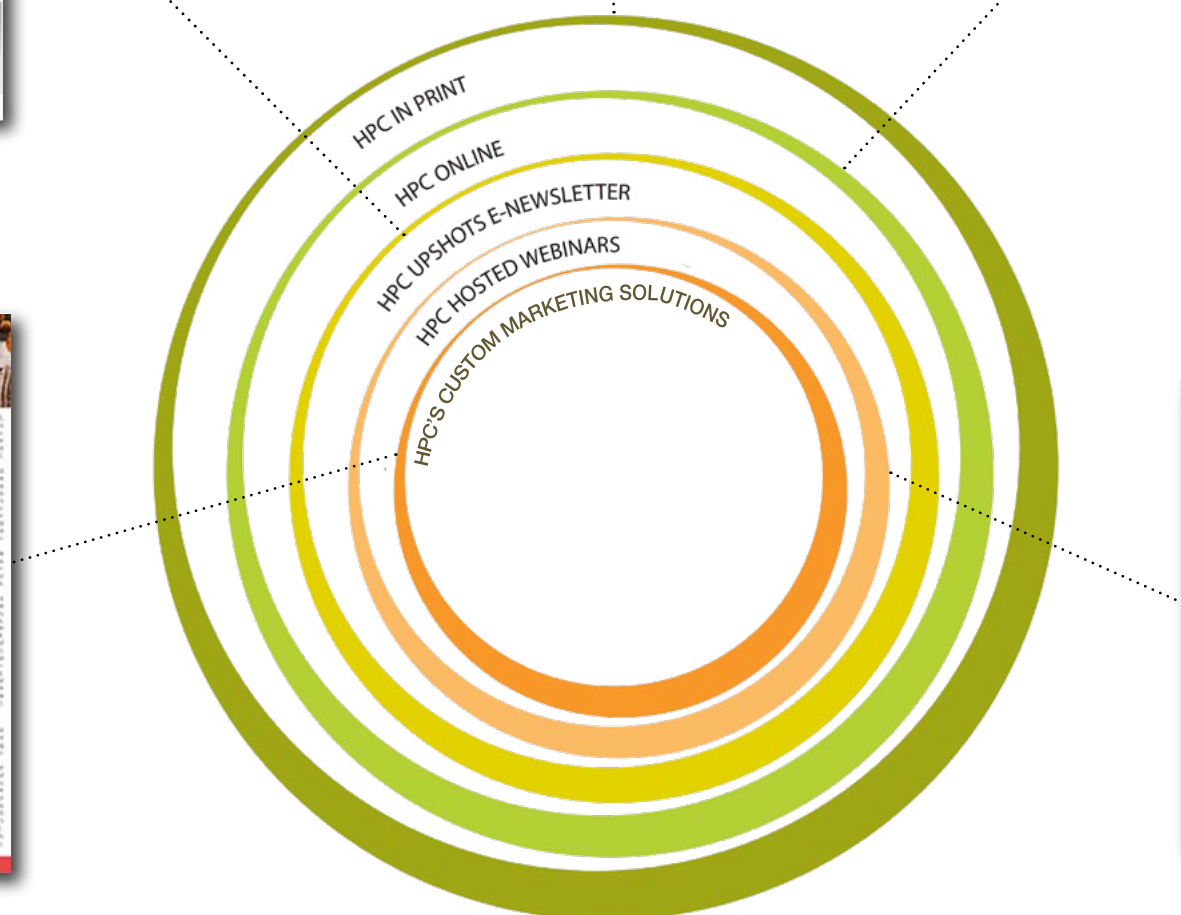 HPC IN PRINT
HPC ONLINE
HPC UPSHOTS E-NEWSLETTER
HPC HOSTED WEBINARS
HPC'S CUSTOM MARKETING SOLUTIONS